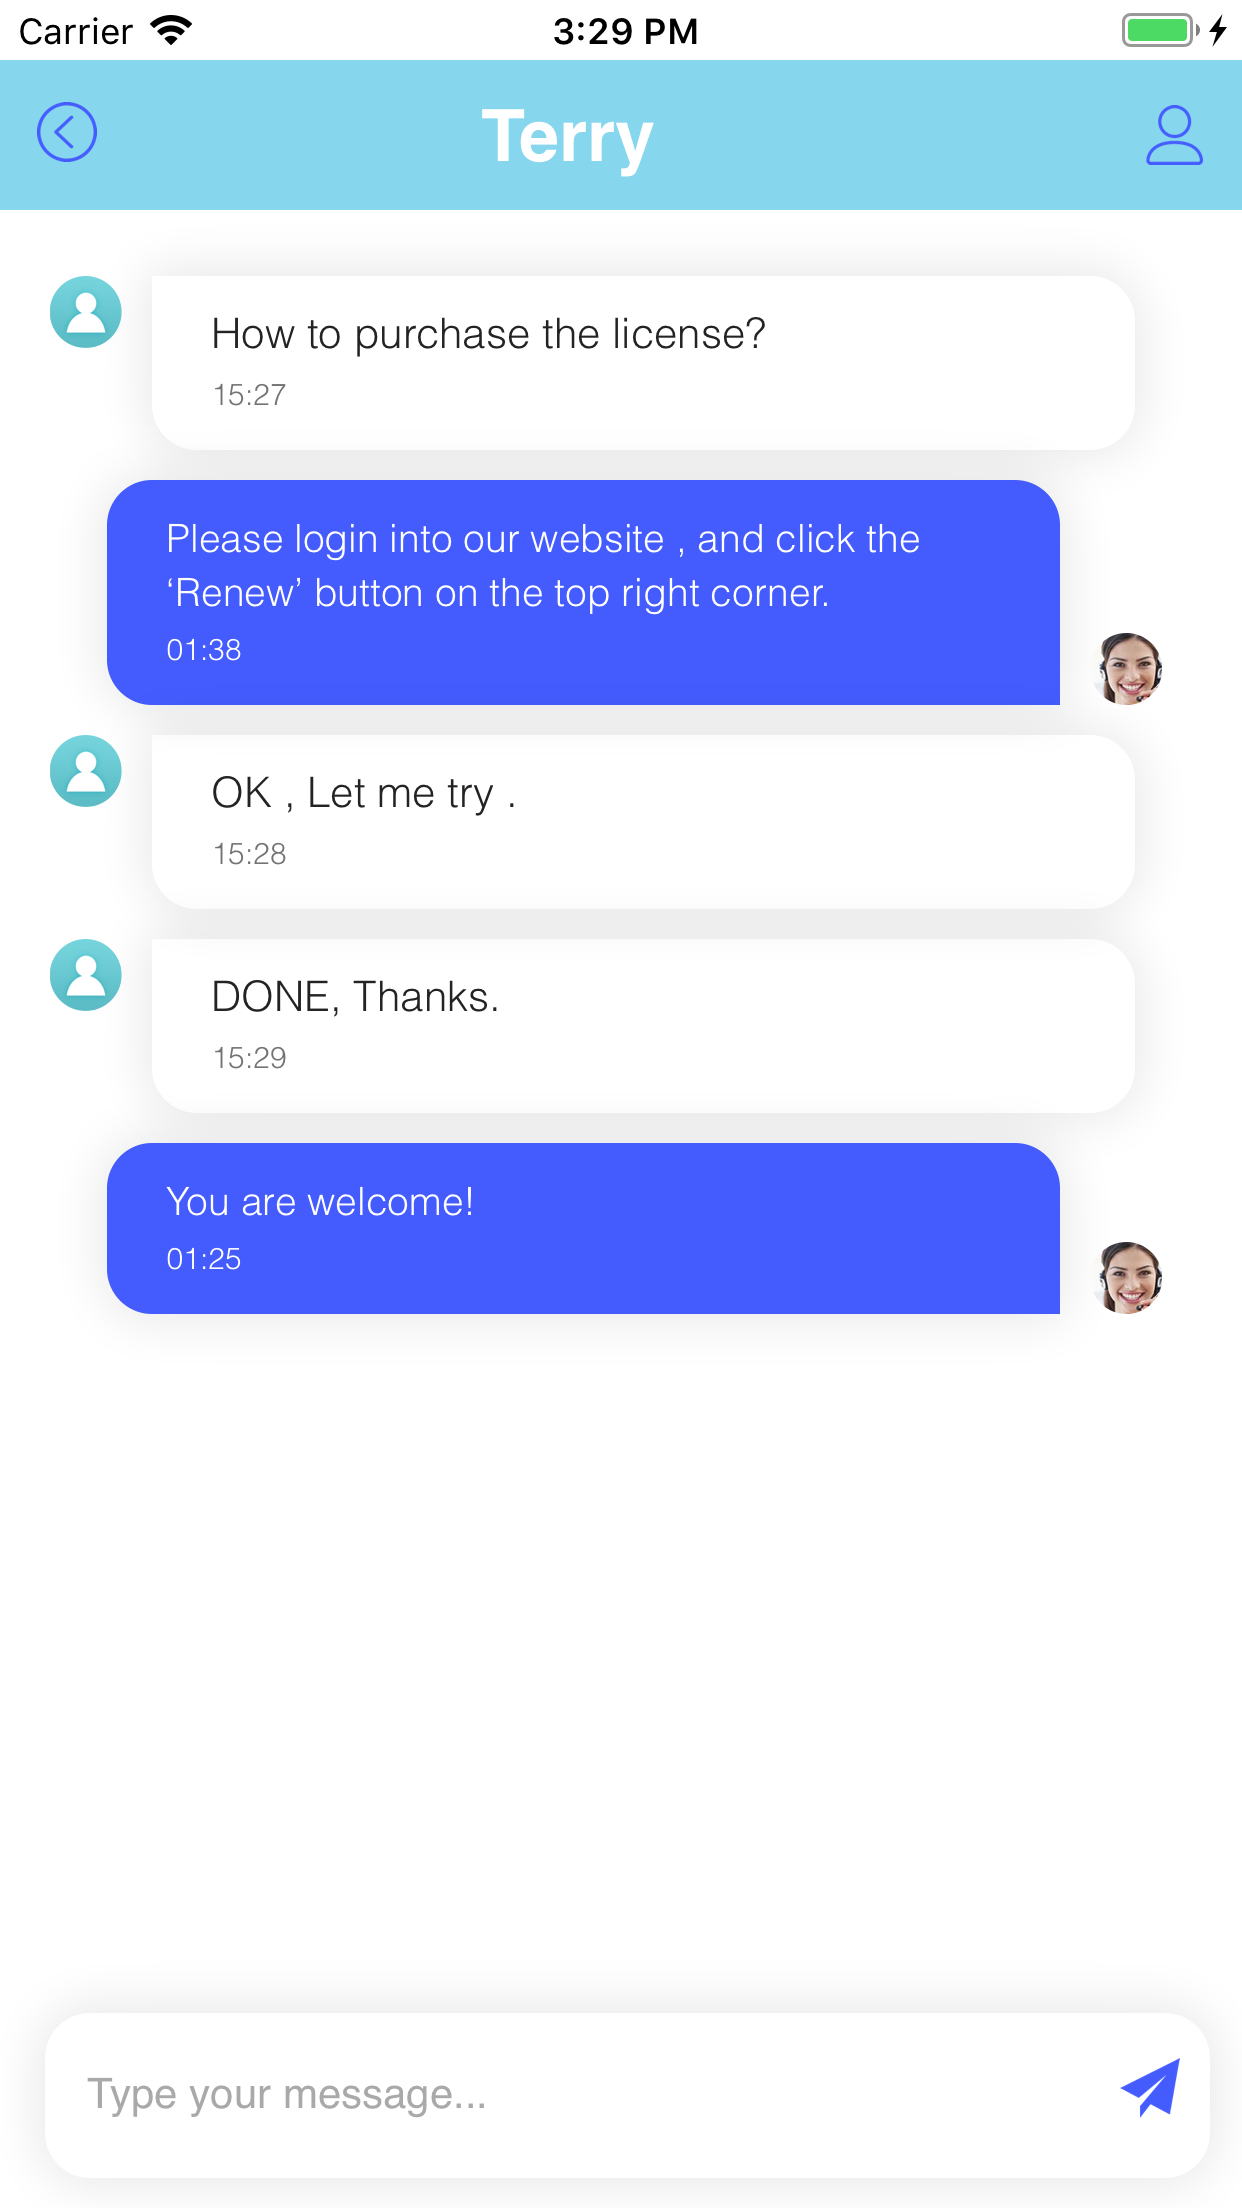 Carrier 3:29 PM
Terry
How to purchase the license?
15:27
Please login into our website , and click the
‘Renew’ button on the top right corner.
01:38
OK , Let me try .
15:28
DONE, Thanks.
15:29
You are welcome!
01:25
Type your message...